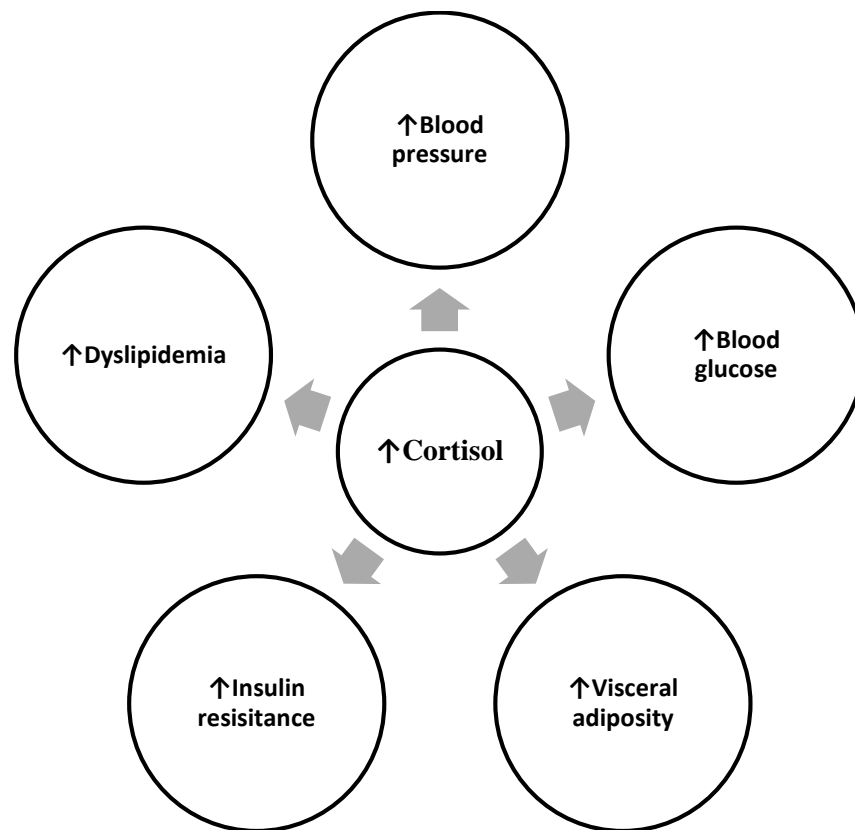 ↑Blood
pressure
↑Dyslipidemia
↑Blood
glucose
↑Cortisol
↑Insulin
resisitance
↑Visceral
adiposity